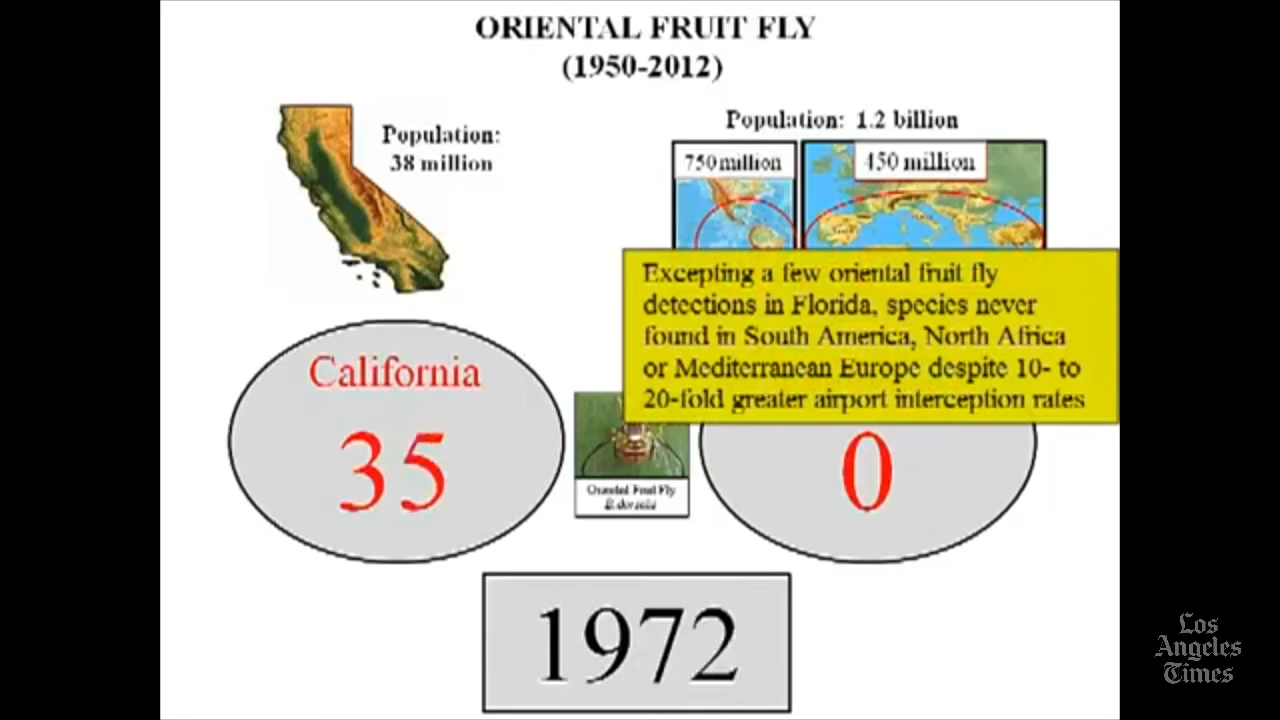 ORIENTAL FRUIT FLY
(1950-2012)
Population:
38 million
Population: 1.2 billion
750 million
450 million
Excepting a few oriental fruit fly
detections in Florida, species never
found in South America, North Africa
or Mediterranean Europe despite 10- to
20-fold greater airport interception rates
California
35
Oriental Fruit Fly
B. dorsalis
0
1972
Los
Angeles
Times